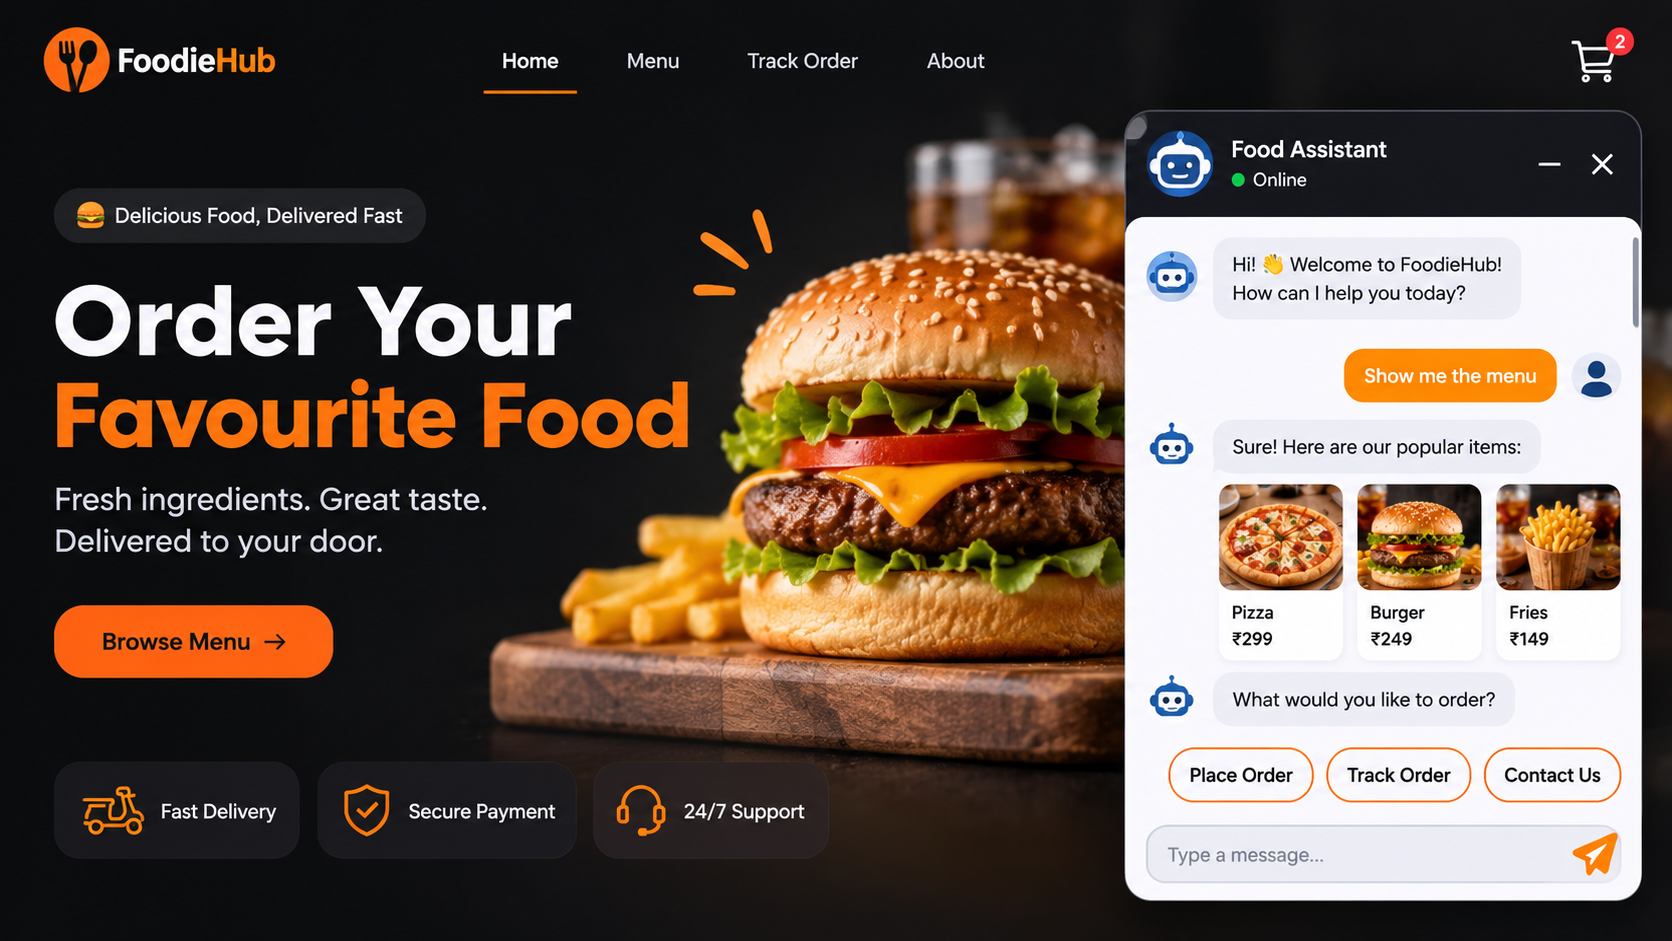 FoodieHub
Home
Menu
Track Order
About
2
Delicious Food, Delivered Fast
Order Your
Favourite Food
Fresh ingredients. Great taste.
Delivered to your door.
Browse Menu →
Fast Delivery
Secure Payment
24/7 Support
Food Assistant
Online
Hi! 👋 Welcome to FoodieHub!
How can I help you today?
Show me the menu
Sure! Here are our popular items:
Pizza
₹299
Burger
₹249
Fries
₹149
What would you like to order?
Place Order
Track Order
Contact Us
Type a message...